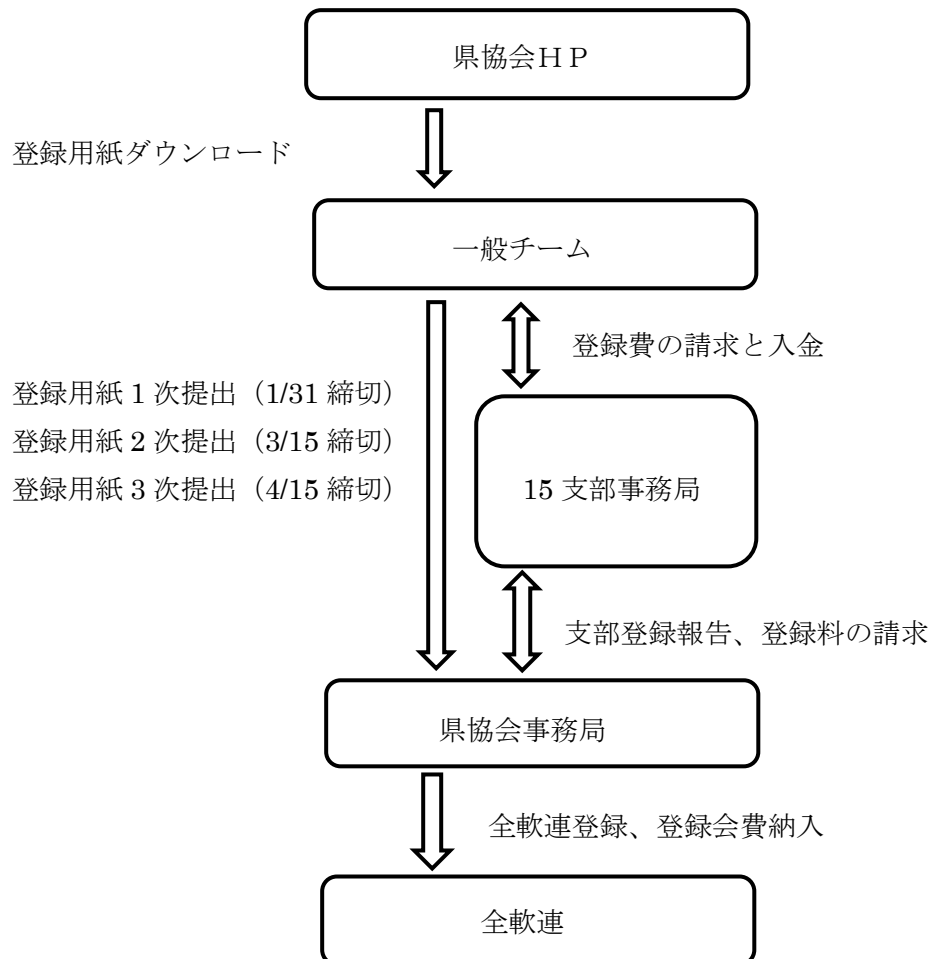 県協会HP
登録用紙ダウンロード
一般チーム
登録費の請求と入金
登録用紙1次提出(1/31締切)
登録用紙2次提出(3/15締切)
登録用紙3次提出(4/15締切)
15支部事務局
支部登録報告、登録料の請求
県協会事務局
全軟連登録、登録会費納入
全軟連